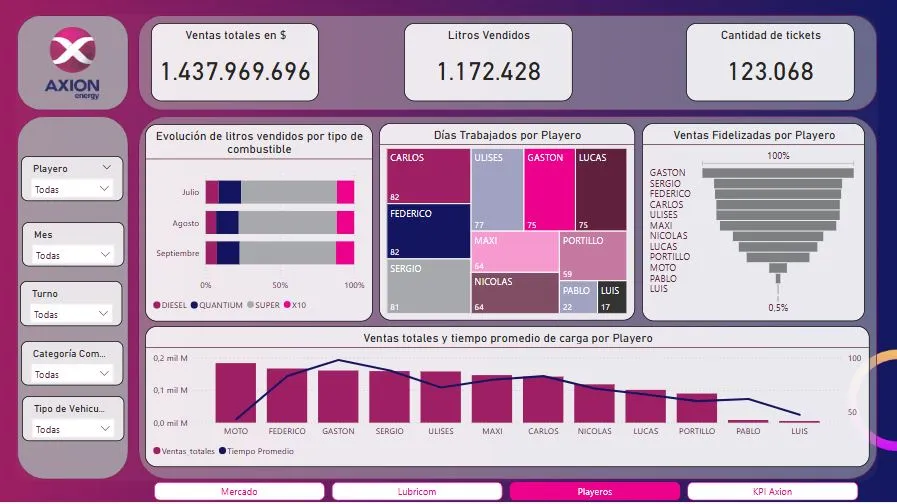 AXION
energy
Ventas totales en $
1.437.969.696
Litros Vendidos
1.172.428
Cantidad de tickets
123.068
Playero
Todas
Mes
Todas
Turno
Todas
Categoría Com...
Todas
Tipo de Vehicu...
Todas
Evolución de litros vendidos por tipo de
combustible
Julio
Agosto
Septiembre
0% 50% 100%
DIESEL QUANTIUM SUPER X10
Días Trabajados por Playero
CARLOS
82
FEDERICO
82
SERGIO
81
ULISES
77
GASTON
75
LUCAS
75
MAXI
64
NICOLAS
64
PORTILLO
59
PABLO
22
LUIS
17
Ventas Fidelizadas por Playero
100%
GASTON
SERGIO
FEDERICO
CARLOS
ULISES
MAXI
NICOLAS
LUCAS
PORTILLO
MOTO
PABLO
LUIS
0,5%
Ventas totales y tiempo promedio de carga por Playero
0,2 mil M
0,1 mil M
0,0 mil M
100
50
MOTO FEDERICO GASTON SERGIO ULISES MAXI CARLOS NICOLAS LUCAS PORTILLO PABLO LUIS
Ventas_totales Tiempo Promedio
Mercado
Lubricom
Playeros
KPI Axion